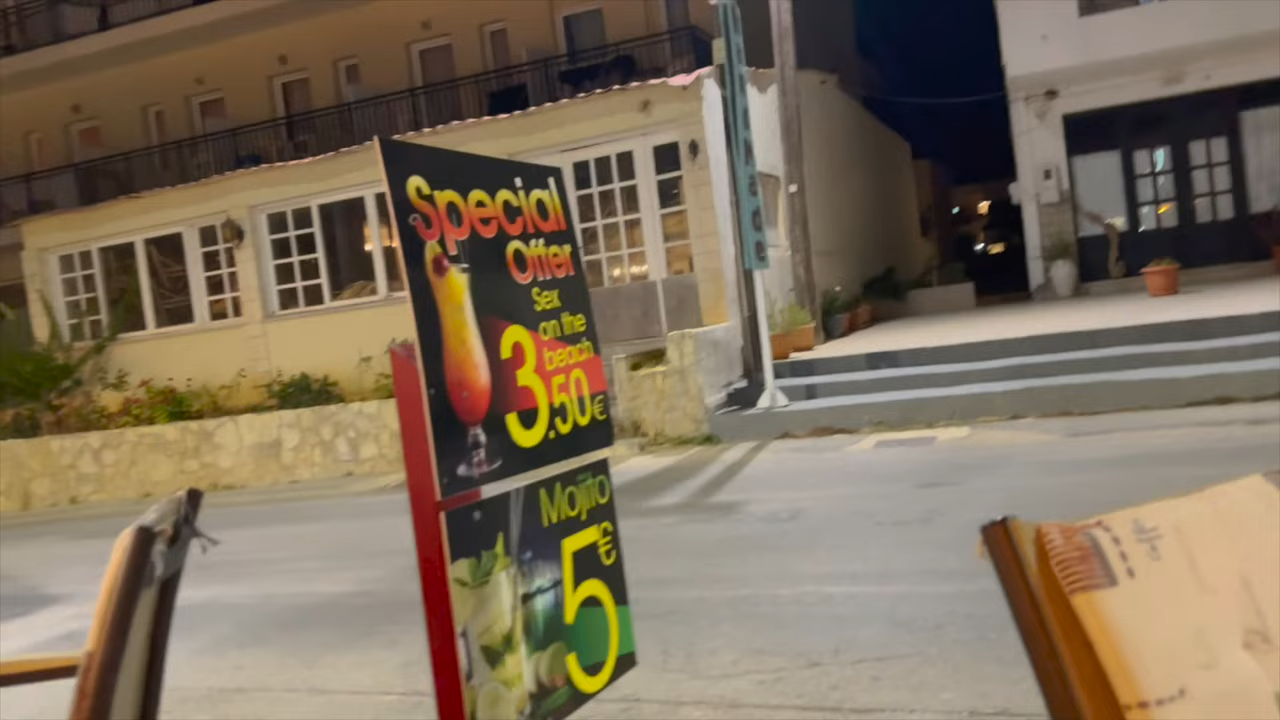 Special
Offer
Sex
on the
beach
3.50€
Mojito
5€